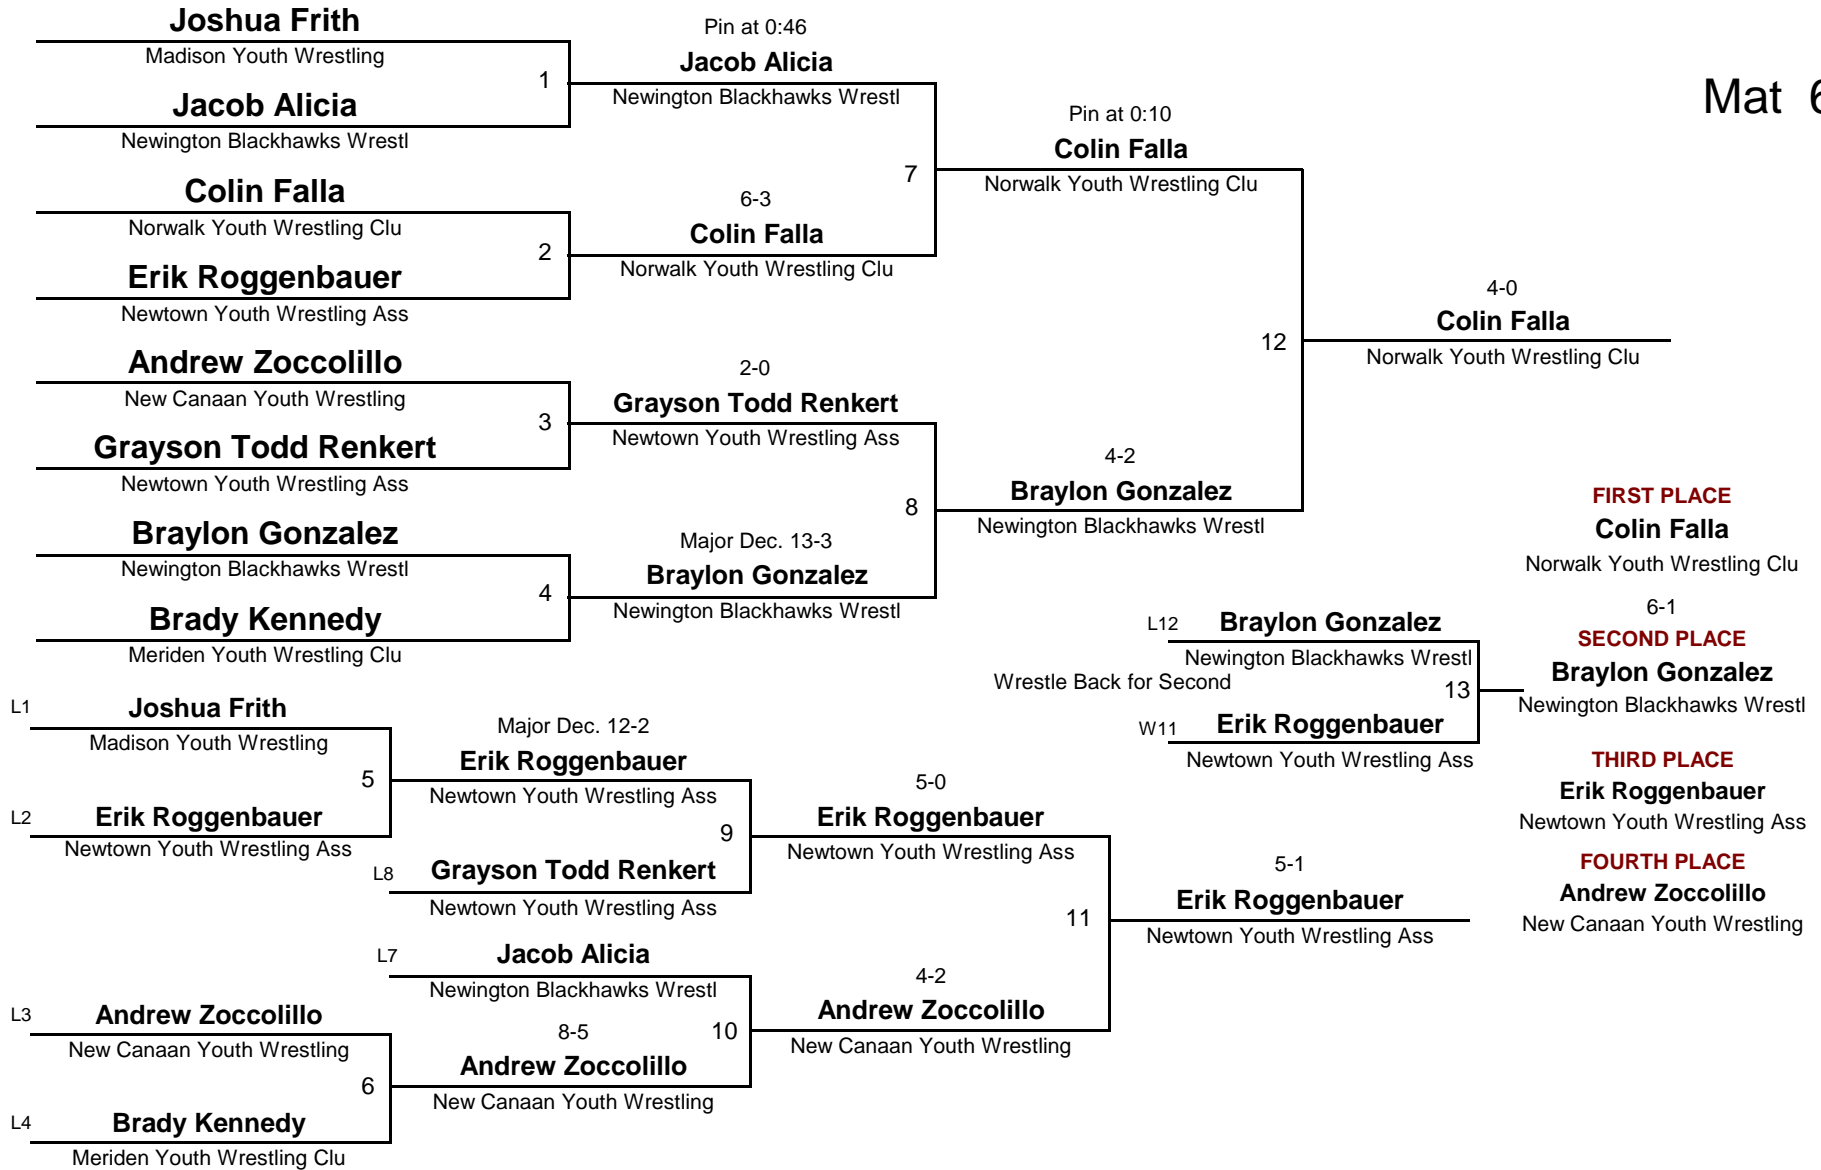 Joshua Frith
Madison Youth Wrestling
1
Jacob Alicia
Newington Blackhawks Wrestl
Colin Falla
Norwalk Youth Wrestling Clu
2
Erik Roggenbauer
Newtown Youth Wrestling Ass
Andrew Zoccolillo
New Canaan Youth Wrestling
3
Grayson Todd Renkert
Newtown Youth Wrestling Ass
Braylon Gonzalez
Newington Blackhawks Wrestl
4
Brady Kennedy
Meriden Youth Wrestling Clu
Pin at 0:46
Jacob Alicia
Newington Blackhawks Wrestl
7
6-3
Colin Falla
Norwalk Youth Wrestling Clu
2-0
Grayson Todd Renkert
Newtown Youth Wrestling Ass
8
Major Dec. 13-3
Braylon Gonzalez
Newington Blackhawks Wrestl
Pin at 0:10
Colin Falla
Norwalk Youth Wrestling Clu
12
4-2
Braylon Gonzalez
Newington Blackhawks Wrestl
Mat 6
4-0
Colin Falla
Norwalk Youth Wrestling Clu
L1
Joshua Frith
Madison Youth Wrestling
5
L2
Erik Roggenbauer
Newtown Youth Wrestling Ass
L3
Andrew Zoccolillo
New Canaan Youth Wrestling
6
L4
Brady Kennedy
Meriden Youth Wrestling Clu
Major Dec. 12-2
Erik Roggenbauer
Newtown Youth Wrestling Ass
9
L8
Grayson Todd Renkert
Newtown Youth Wrestling Ass
L7
Jacob Alicia
Newington Blackhawks Wrestl
10
8-5
Andrew Zoccolillo
New Canaan Youth Wrestling
5-0
Erik Roggenbauer
Newtown Youth Wrestling Ass
11
4-2
Andrew Zoccolillo
New Canaan Youth Wrestling
5-1
Erik Roggenbauer
Newtown Youth Wrestling Ass
L12
Braylon Gonzalez
Newington Blackhawks Wrestl
Wrestle Back for Second
13
W11
Erik Roggenbauer
Newtown Youth Wrestling Ass
FIRST PLACE
Colin Falla
Norwalk Youth Wrestling Clu
6-1
SECOND PLACE
Braylon Gonzalez
Newington Blackhawks Wrestl
THIRD PLACE
Erik Roggenbauer
Newtown Youth Wrestling Ass
FOURTH PLACE
Andrew Zoccolillo
New Canaan Youth Wrestling